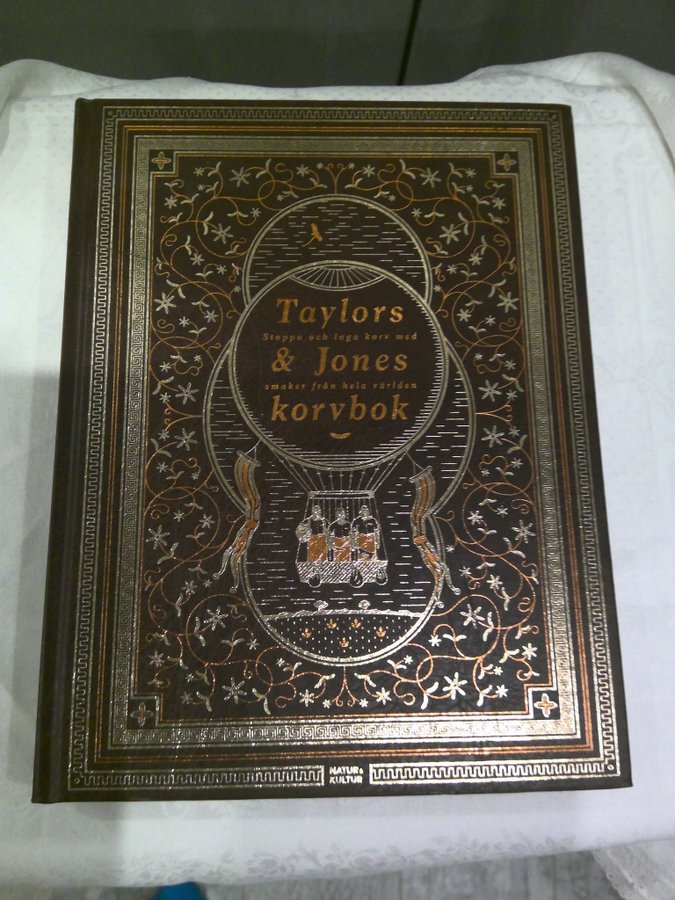 Taylors
Stoppa och laga korv med
& Jones
smaker från hela världen
korvbok
NATUR &
KULTUR